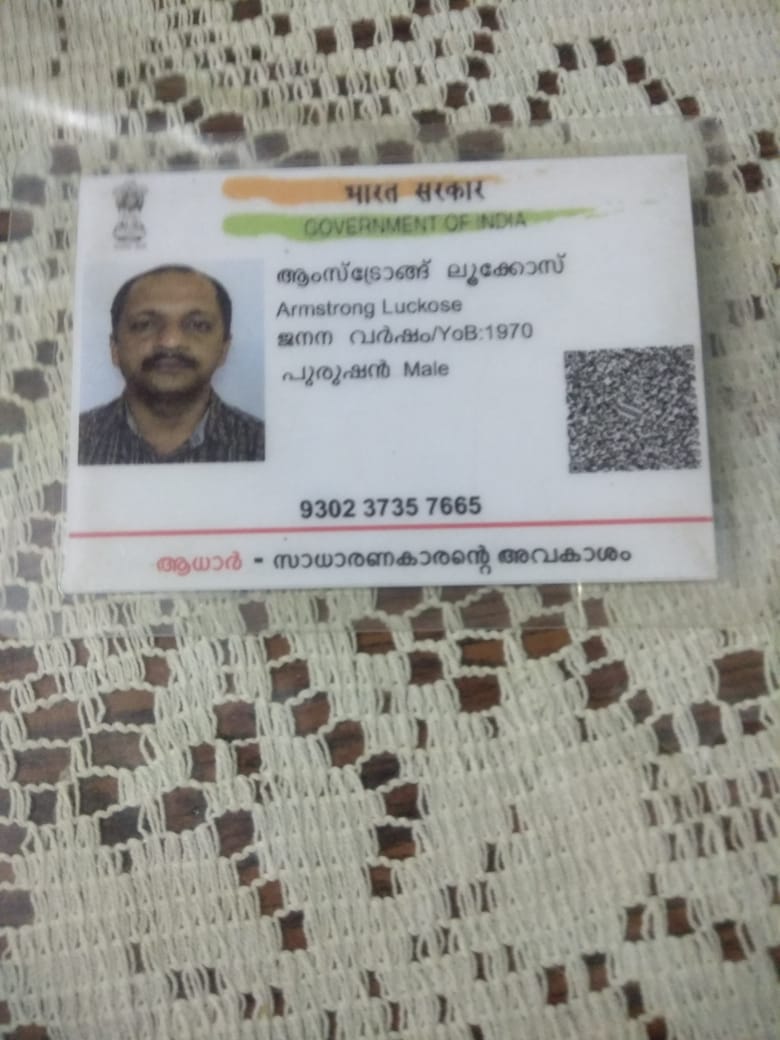 भारत सरकार
GOVERNMENT OF INDIA
ആംസ്ട്രോങ്ങ് ലൂക്കോസ്
Armstrong Luckose
ജനന വർഷം/YoB:1970
പുരുഷൻ Male
9302 3735 7665
ആധാർ - സാധാരണകാരന്റെ അവകാശം